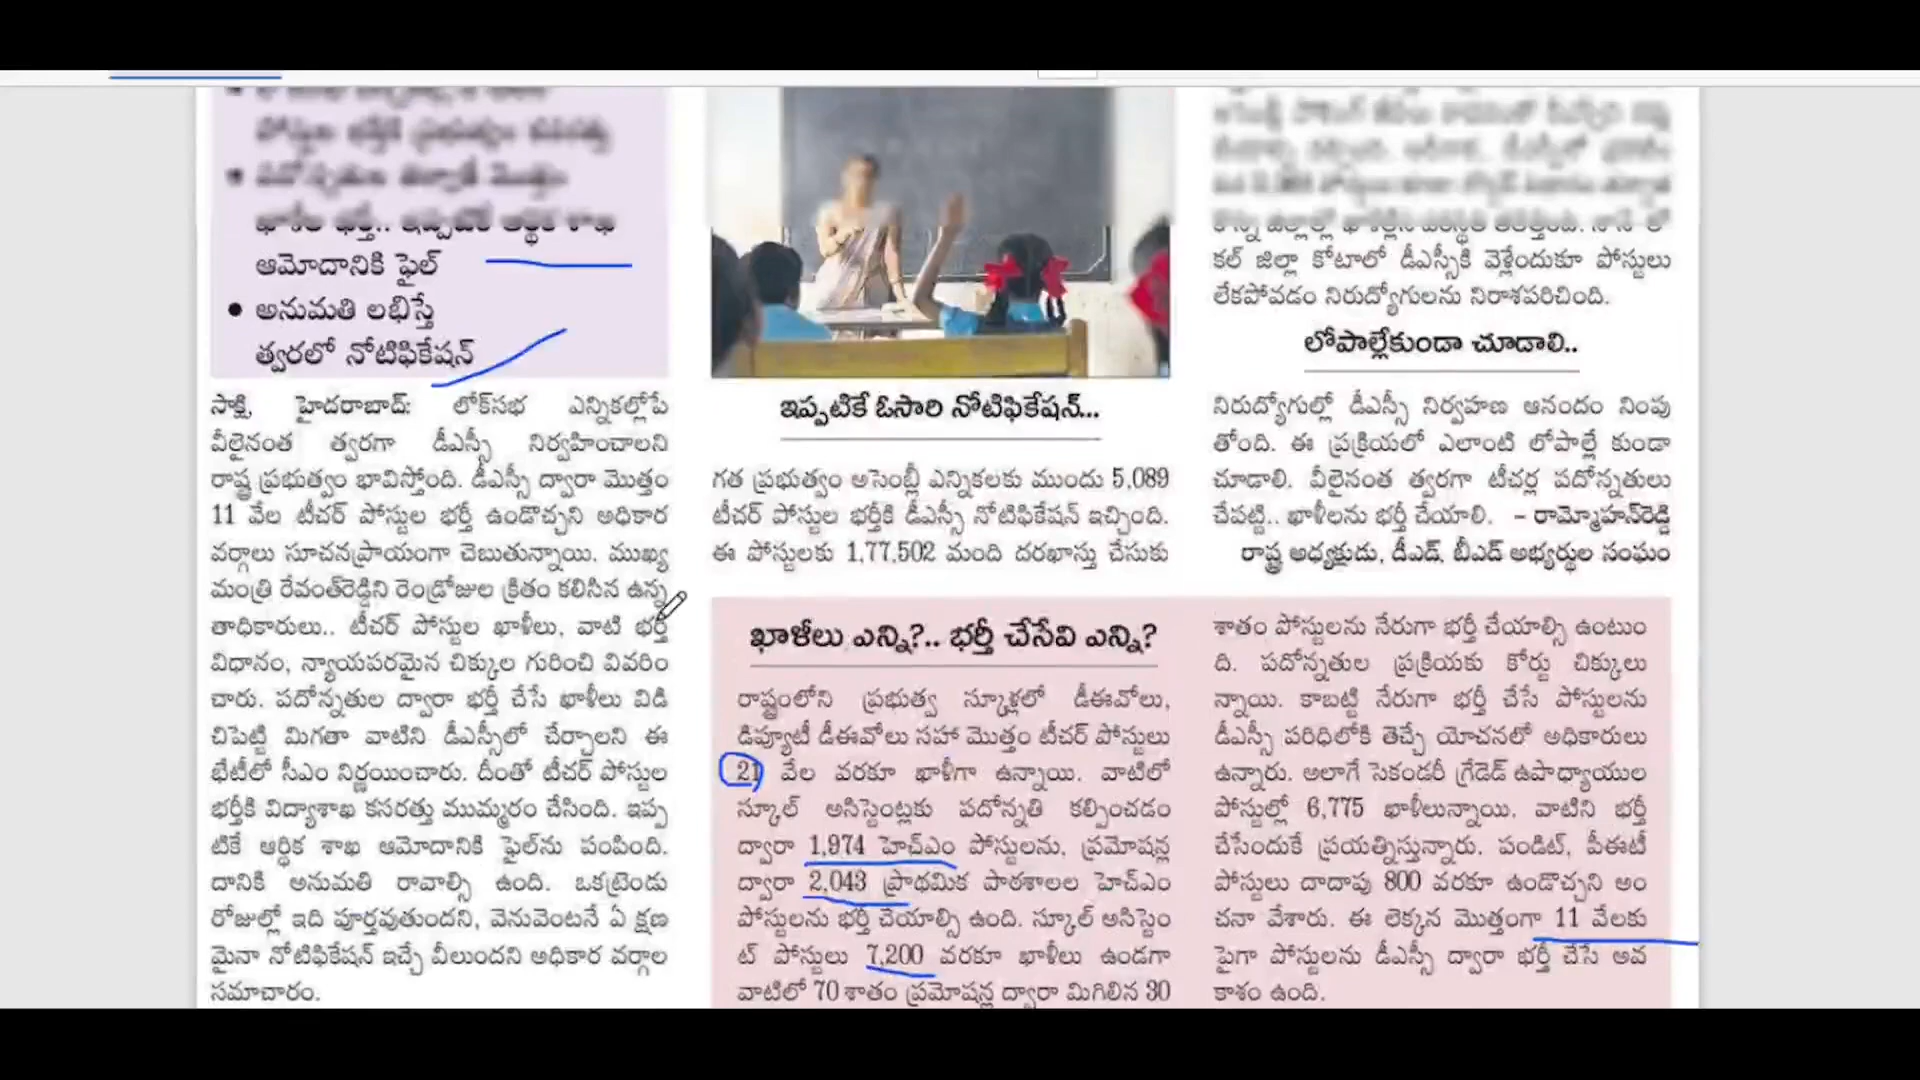 పోస్టుల భర్తీకి ప్రభుత్వం కసరత్తు
ఖాళీల భర్తీ.. ఇప్పటికే ఆర్థిక శాఖ
ఆమోదానికి ఫైల్
• అనుమతి లభిస్తే
త్వరలో నోటిఫికేషన్
సాక్షి, హైదరాబాద్: లోక్‌సభ ఎన్నికల్లోపే
వీలైనంత త్వరగా డీఎస్సీ నిర్వహించాలని
రాష్ట్ర ప్రభుత్వం భావిస్తోంది. డీఎస్సీ ద్వారా మొత్తం
11 వేల టీచర్ పోస్టుల భర్తీ ఉండొచ్చని అధికార
వర్గాలు సూచనప్రాయంగా చెబుతున్నాయి. ముఖ్య
మంత్రి రేవంత్‌రెడ్డిని రెండ్రోజుల క్రితం కలిసిన ఉన్న
తాధికారులు.. టీచర్ పోస్టుల ఖాళీలు, వాటి భర్తీ
విధానం, న్యాయపరమైన చిక్కుల గురించి వివరిం
చారు. పదోన్నతుల ద్వారా భర్తీ చేసే ఖాళీలు విడి
చిపెట్టి మిగతా వాటిని డీఎస్సీలో చేర్చాలని ఈ
భేటీలో సీఎం నిర్ణయించారు. దీంతో టీచర్ పోస్టుల
భర్తీకి విద్యాశాఖ కసరత్తు ముమ్మరం చేసింది. ఇప్ప
టికే ఆర్థిక శాఖ ఆమోదానికి ఫైల్‌ను పంపింది.
దానికి అనుమతి రావాల్సి ఉంది. ఒకట్రెండు
రోజుల్లో ఇది పూర్తవుతుందని, వెనువెంటనే ఏ క్షణ
మైనా నోటిఫికేషన్ ఇచ్చే వీలుందని అధికార వర్గాల
సమాచారం.
ఇప్పటికే ఓసారి నోటిఫికేషన్...
గత ప్రభుత్వం అసెంబ్లీ ఎన్నికలకు ముందు 5,089
టీచర్ పోస్టుల భర్తీకి డీఎస్సీ నోటిఫికేషన్ ఇచ్చింది.
ఈ పోస్టులకు 1,77,502 మంది దరఖాస్తు చేసుకు
కల్ జిల్లా కోటాలో డీఎస్సీకి వెళ్లేందుకూ పోస్టులు
లేకపోవడం నిరుద్యోగులను నిరాశపరిచింది.
లోపాల్లేకుండా చూడాలి..
నిరుద్యోగుల్లో డీఎస్సీ నిర్వహణ ఆనందం నింపు
తోంది. ఈ ప్రక్రియలో ఎలాంటి లోపాల్లే కుండా
చూడాలి. వీలైనంత త్వరగా టీచర్ల పదోన్నతులు
చేపట్టి.. ఖాళీలను భర్తీ చేయాలి. – రామ్మోహన్‌రెడ్డి
రాష్ట్ర అధ్యక్షుడు, డీఎడ్, బీఎడ్ అభ్యర్థుల సంఘం
ఖాళీలు ఎన్ని?.. భర్తీ చేసేవి ఎన్ని?
రాష్ట్రంలోని ప్రభుత్వ స్కూళ్లలో డీఈవోలు,
డిప్యూటీ డీఈవోలు సహా మొత్తం టీచర్ పోస్టులు
21 వేల వరకూ ఖాళీగా ఉన్నాయి. వాటిలో
స్కూల్ అసిస్టెంట్లకు పదోన్నతి కల్పించడం
ద్వారా 1,974 హెచ్ఎం పోస్టులను, ప్రమోషన్ల
ద్వారా 2,043 ప్రాథమిక పాఠశాలల హెచ్ఎం
పోస్టులను భర్తీ చేయాల్సి ఉంది. స్కూల్ అసిస్టెం
ట్ పోస్టులు 7,200 వరకూ ఖాళీలు ఉండగా
వాటిలో 70 శాతం ప్రమోషన్ల ద్వారా మిగిలిన 30
శాతం పోస్టులను నేరుగా భర్తీ చేయాల్సి ఉంటుం
ది. పదోన్నతుల ప్రక్రియకు కోర్టు చిక్కులు
న్నాయి. కాబట్టి నేరుగా భర్తీ చేసే పోస్టులను
డీఎస్సీ పరిధిలోకి తెచ్చే యోచనలో అధికారులు
ఉన్నారు. అలాగే సెకండరీ గ్రేడెడ్ ఉపాధ్యాయుల
పోస్టుల్లో 6,775 ఖాళీలున్నాయి. వాటిని భర్తీ
చేసేందుకే ప్రయత్నిస్తున్నారు. పండిట్, పీఈటీ
పోస్టులు దాదాపు 800 వరకూ ఉండొచ్చని అం
చనా వేశారు. ఈ లెక్కన మొత్తంగా 11 వేలకు
పైగా పోస్టులను డీఎస్సీ ద్వారా భర్తీ చేసే అవ
కాశం ఉంది.